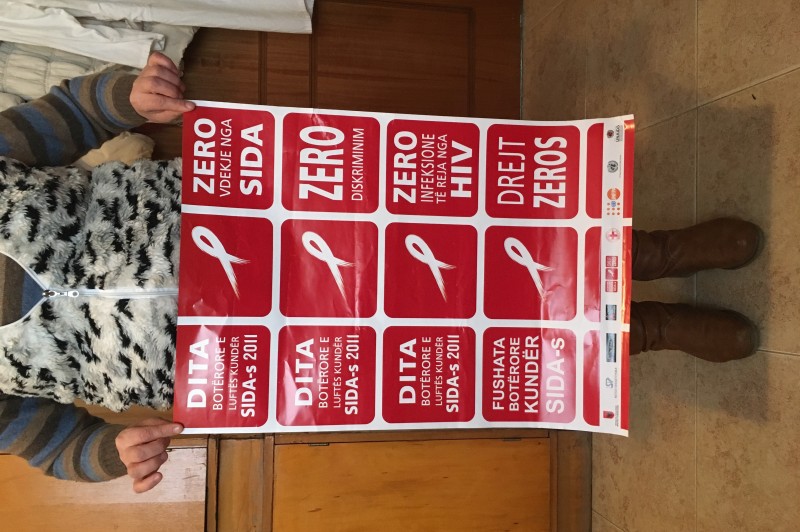 DITA
BOTËRORE E
LUFTËS KUNDËR
SIDA-s 2011
ZERO
VDEKJE NGA
SIDA
DITA
BOTËRORE E
LUFTËS KUNDËR
SIDA-s 2011
ZERO
DISKRIMINIM
DITA
BOTËRORE E
LUFTËS KUNDËR
SIDA-s 2011
ZERO
INFEKSIONE
TË REJA NGA
HIV
FUSHATA
BOTËRORE
KUNDËR
SIDA-s
DREJT
ZEROS